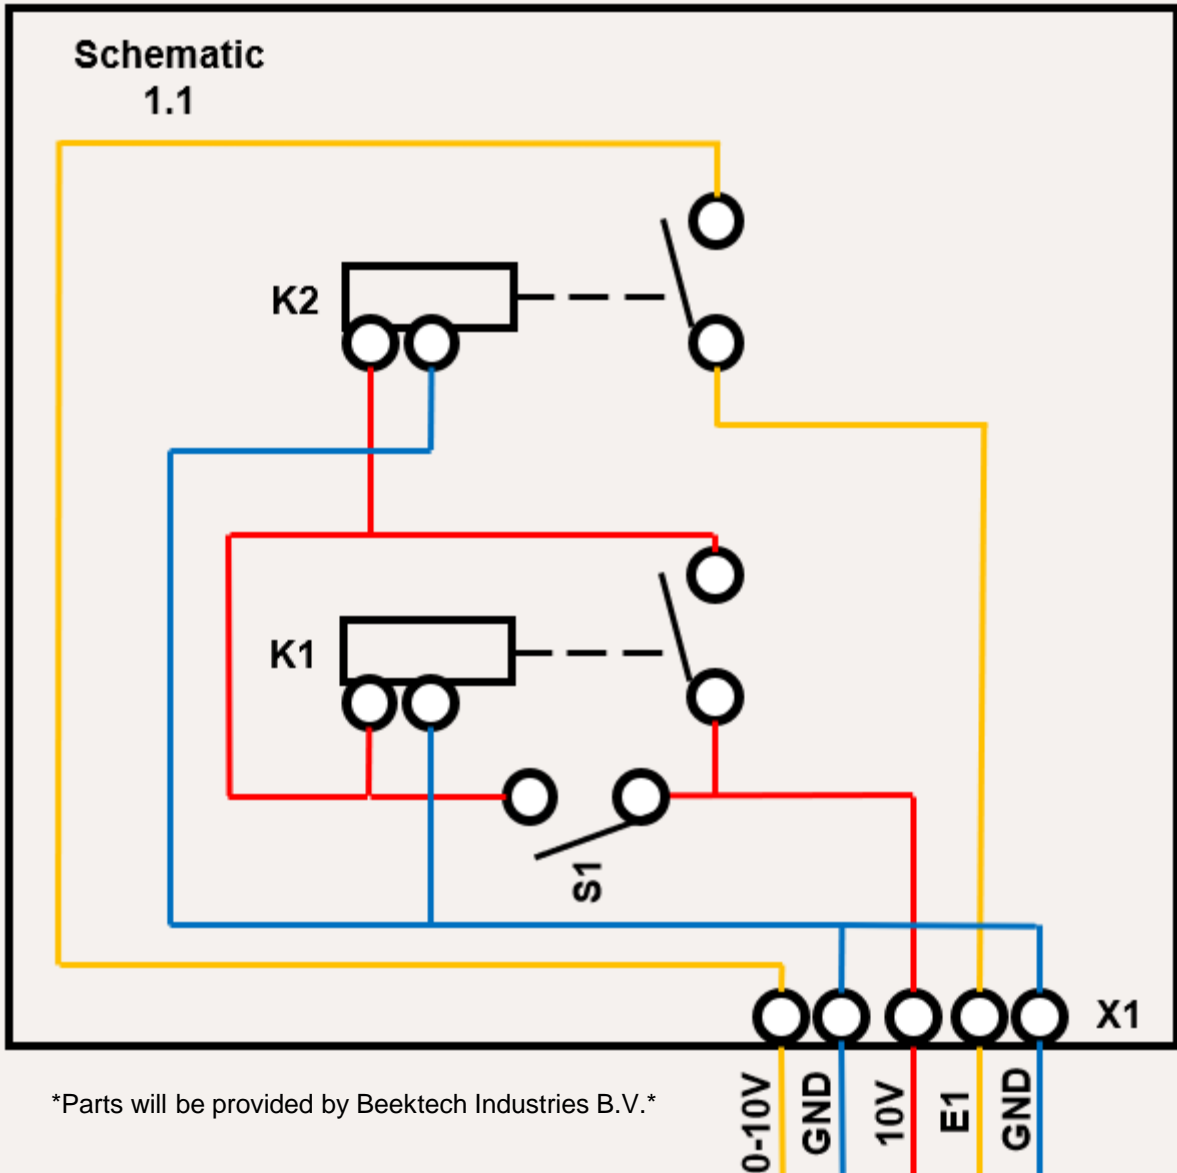 Schematic
1.1
K2
K1
S1
X1
*Parts will be provided by Beektech Industries B.V.*
0-10V
GND
10V
E1
GND